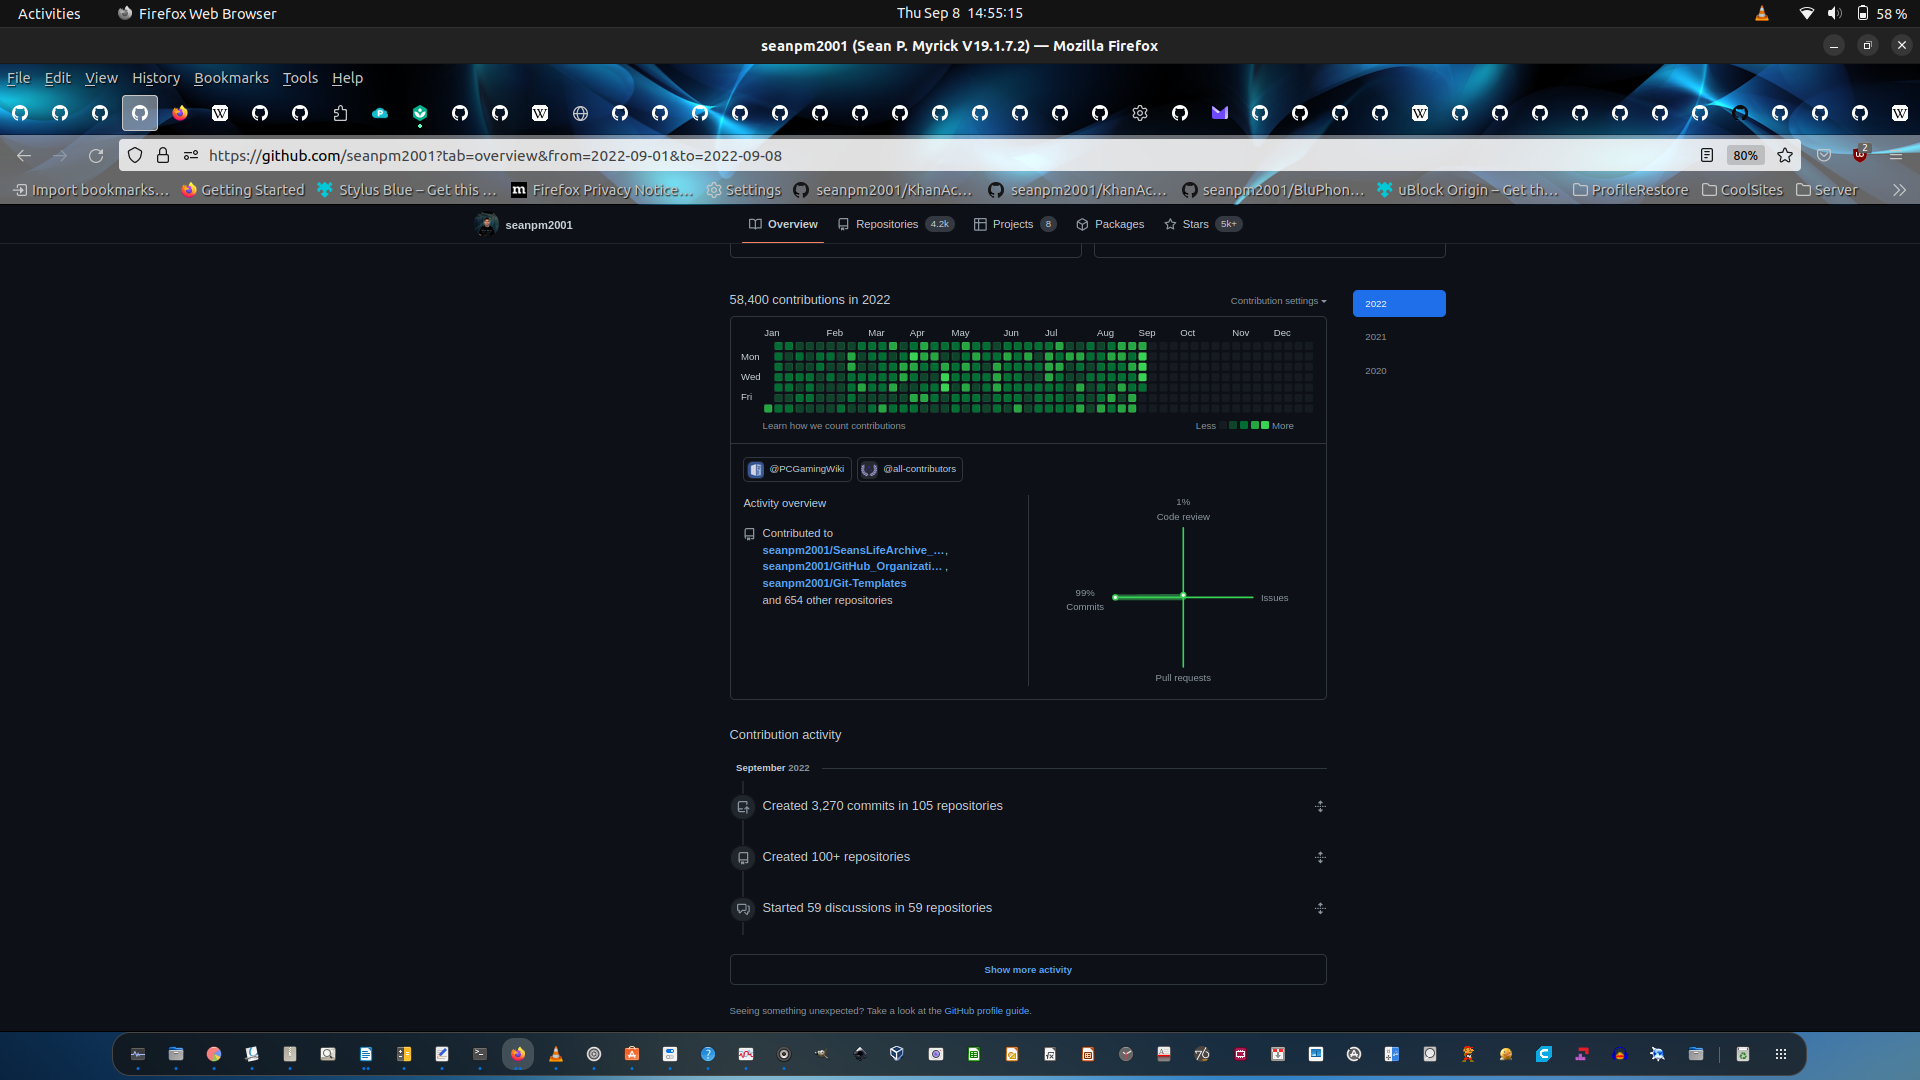 Activities
Firefox Web Browser
Thu Sep 8 14:55:15
58 %
seanpm2001 (Sean P. Myrick V19.1.7.2) — Mozilla Firefox
File Edit View History Bookmarks Tools Help
https://github.com/seanpm2001?tab=overview&from=2022-09-01&to=2022-09-08
80%
2
Import bookmarks…
Getting Started
Stylus Blue – Get this …
Firefox Privacy Notice…
Settings
seanpm2001/KhanAc…
seanpm2001/KhanAc…
seanpm2001/BluPhon…
uBlock Origin – Get th…
ProfileRestore
CoolSites
Server
seanpm2001
Overview
Repositories 4.2k
Projects 8
Packages
Stars 5k+
58,400 contributions in 2022
Contribution settings
2022
2021
2020
Jan Feb Mar Apr May Jun Jul Aug Sep Oct Nov Dec
Mon
Wed
Fri
Learn how we count contributions
Less More
@PCGamingWiki
@all-contributors
Activity overview
Contributed to
seanpm2001/SeansLifeArchive_…,
seanpm2001/GitHub_Organizati… ,
seanpm2001/Git-Templates
and 654 other repositories
1%
Code review
99%
Commits
Issues
Pull requests
Contribution activity
September 2022
Created 3,270 commits in 105 repositories
Created 100+ repositories
Started 59 discussions in 59 repositories
Show more activity
Seeing something unexpected? Take a look at the GitHub profile guide.